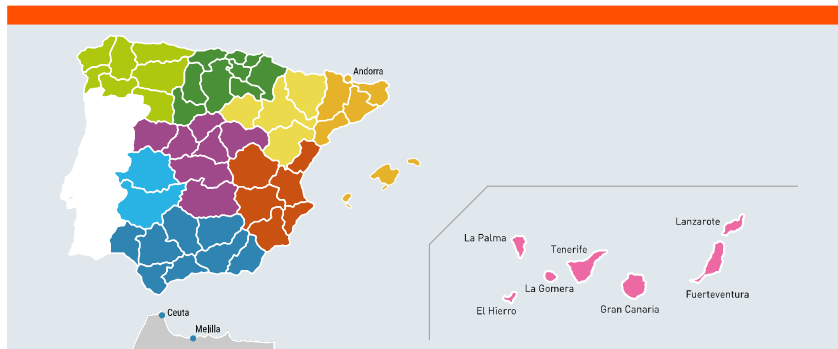 Andorra
Lanzarote
La Palma
Tenerife
La Gomera
Fuerteventura
El Hierro
Gran Canaria
Ceuta
Melilla